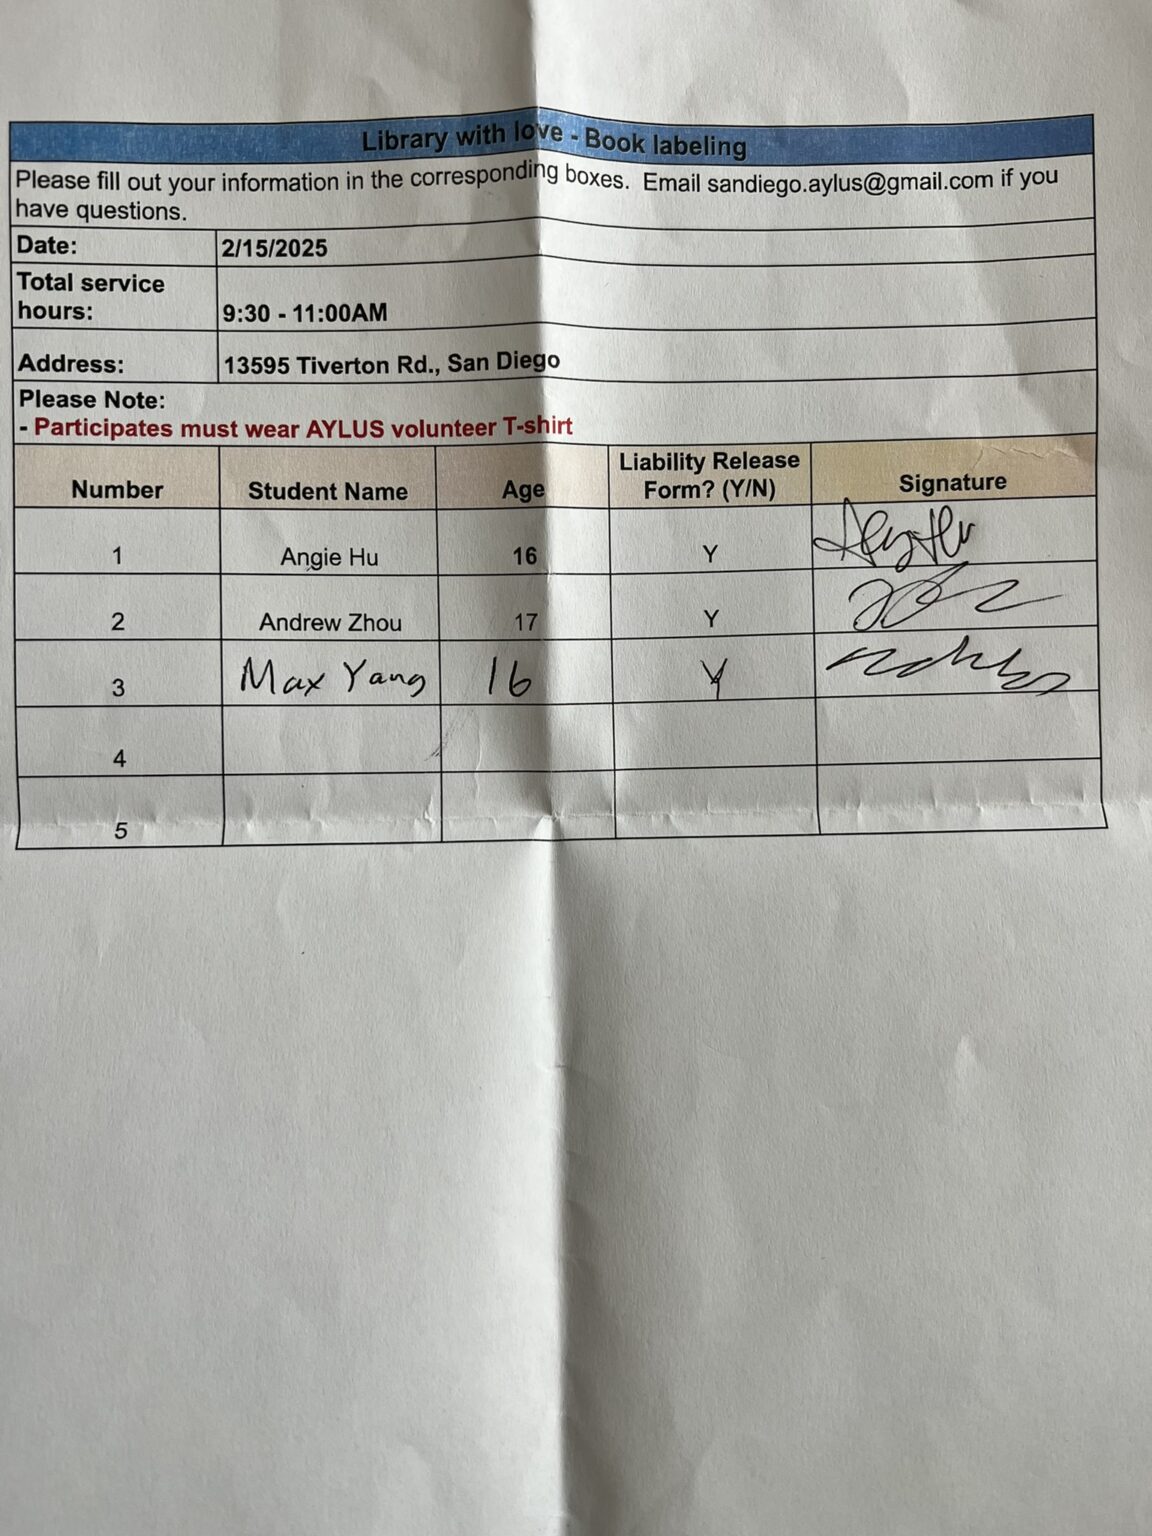 Library with love - Book labeling
Please fill out your information in the corresponding boxes. Email sandiego.aylus@gmail.com if you
have questions.
Date: 2/15/2025
Total service
hours: 9:30 - 11:00AM
Address: 13595 Tiverton Rd., San Diego
Please Note:
- Participates must wear AYLUS volunteer T-shirt
Number Student Name Age Liability Release Form? (Y/N) Signature
1 Angie Hu 16 Y
2 Andrew Zhou 17 Y
3 Max Yang 16 Y
4
5